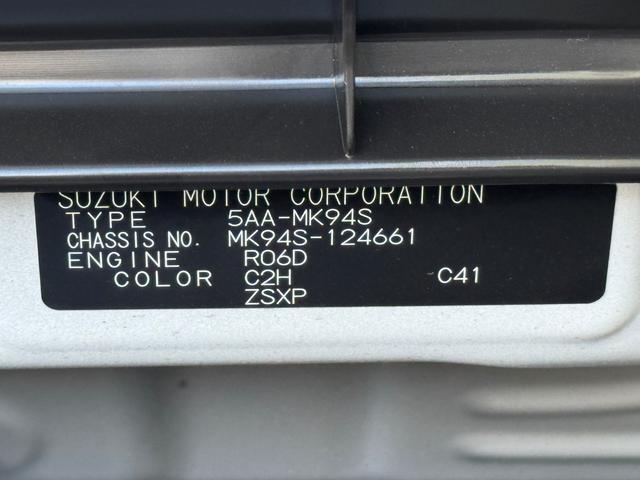 SUZUKI MOTOR CORPORATION
TYPE 5AA-MK94S
CHASSIS NO. MK94S-124661
ENGINE R06D
COLOR C2H C41
ZSXP